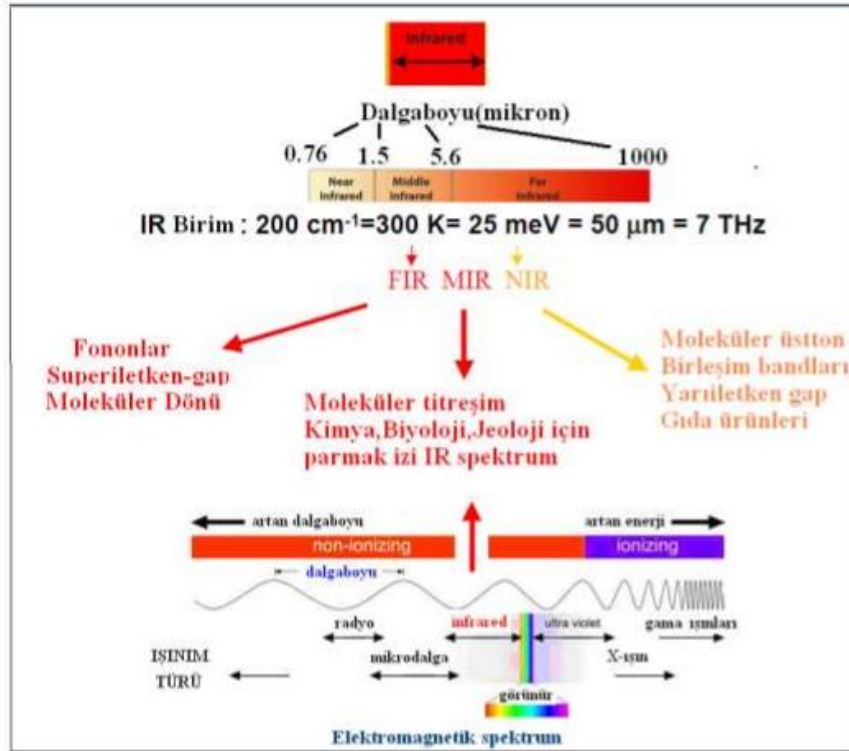 Infrared
Dalgaboyu(mikron)
0.76 1.5 5.6 1000
Near Infrared Middle Infrared Far Infrared
IR Birim : 200 cm⁻¹=300 K= 25 meV = 50 µm = 7 THz
FIR MIR NIR
Fononlar
Superiletken-gap
Moleküler Dönü
Moleküler titreşim
Kimya,Biyoloji,Jeoloji için
parmak izi IR spektrum
Moleküler üstton
Birleşim bandları
Yarıiletken gap
Gıda ürünleri
artan dalgaboyu artan enerji
non-ionizing ionizing
dalgaboyu
radyo infrared ultra violet gama ışınları
IŞINIM
TÜRÜ
mikrodalga X-ışın
görünür
Elektromagnetik spektrum